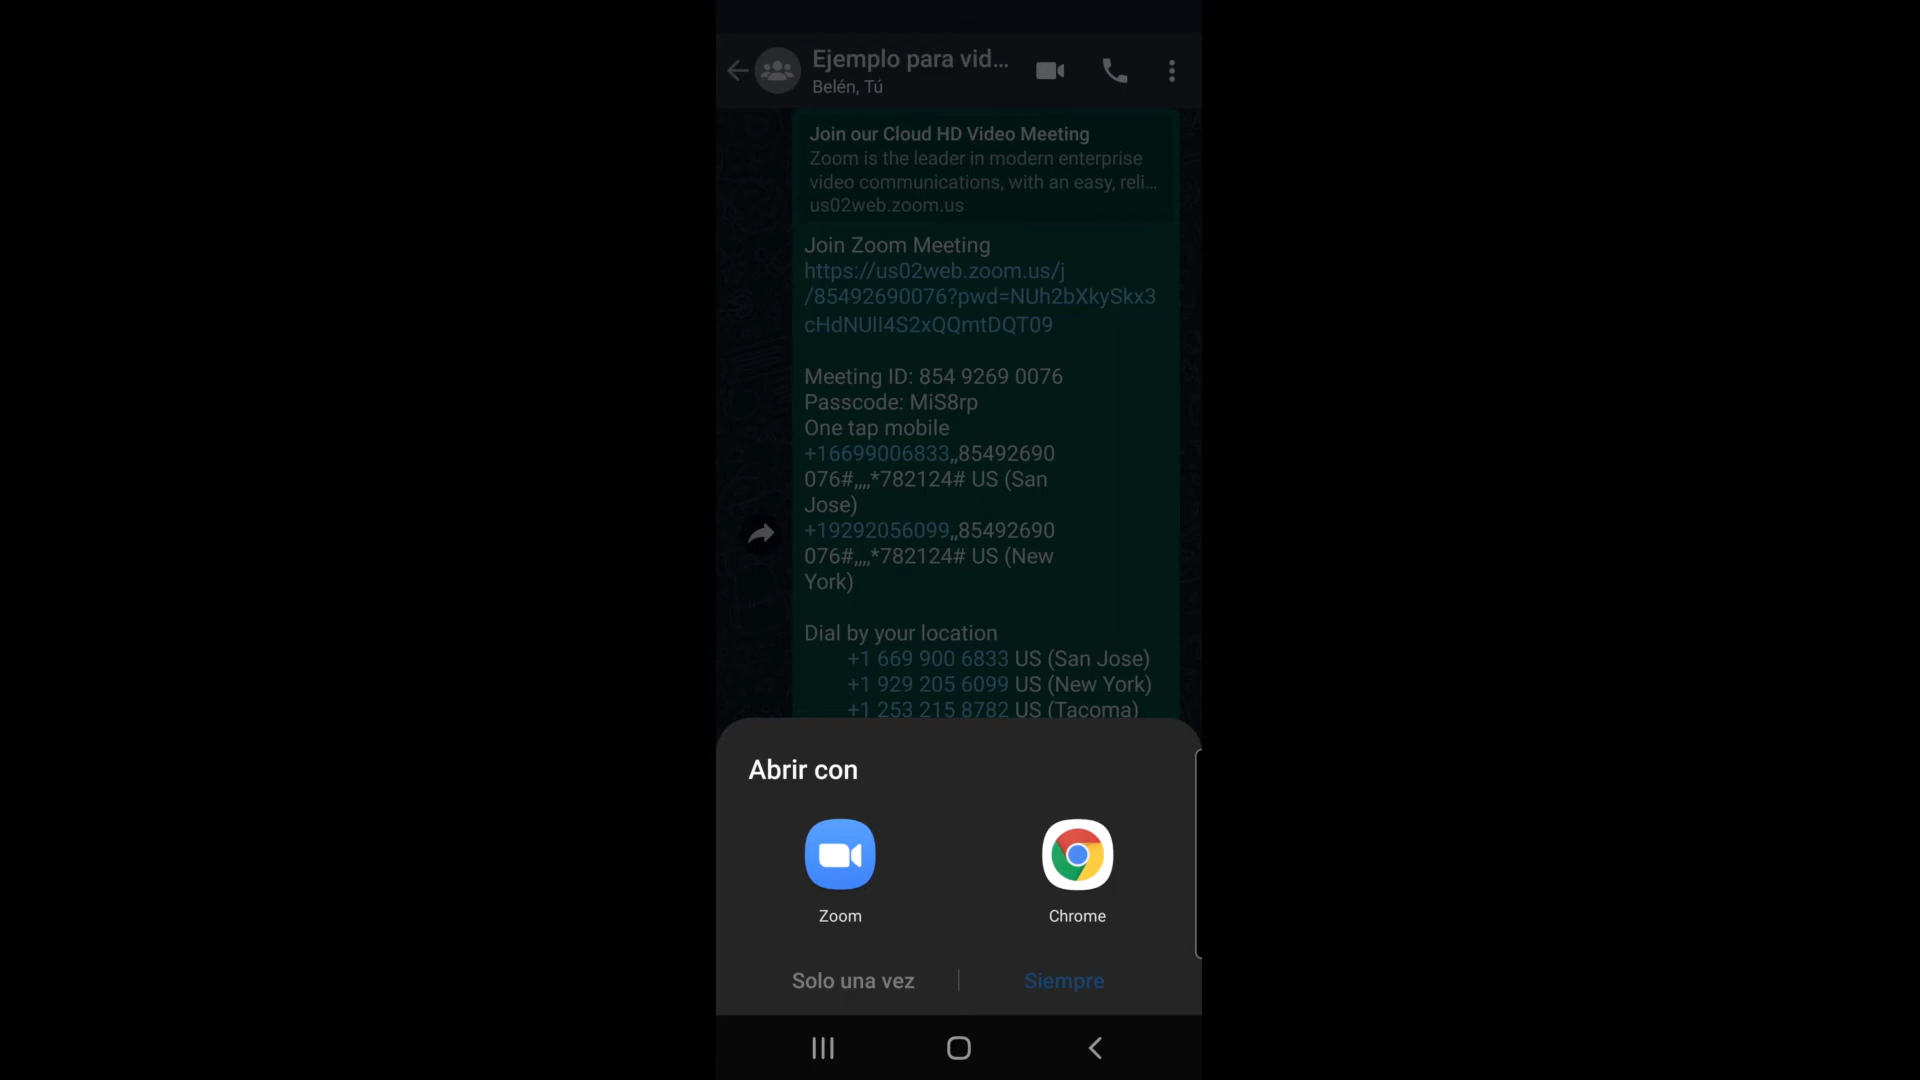 Ejemplo para vid...
Belén, Tú
Join our Cloud HD Video Meeting
Zoom is the leader in modern enterprise
video communications, with an easy, reli...
us02web.zoom.us
Join Zoom Meeting
https://us02web.zoom.us/j
/85492690076?pwd=NUh2bXkySkx3
cHdNUlI4S2xQQmtDQT09
Meeting ID: 854 9269 0076
Passcode: MiS8rp
One tap mobile
+16699006833,,85492690
076#,,,,*782124# US (San
Jose)
+19292056099,,85492690
076#,,,,*782124# US (New
York)
Dial by your location
+1 669 900 6833 US (San Jose)
+1 929 205 6099 US (New York)
+1 253 215 8782 US (Tacoma)
Abrir con
Zoom
Chrome
Solo una vez
Siempre